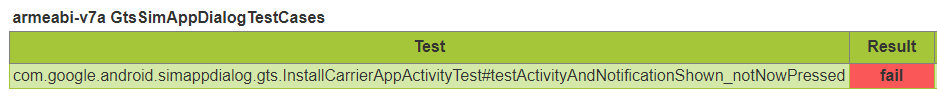 armeabi-v7a GtsSimAppDialogTestCases
Test Result
com.google.android.simappdialog.gts.InstallCarrierAppActivityTest#testActivityAndNotificationShown_notNowPressed fail